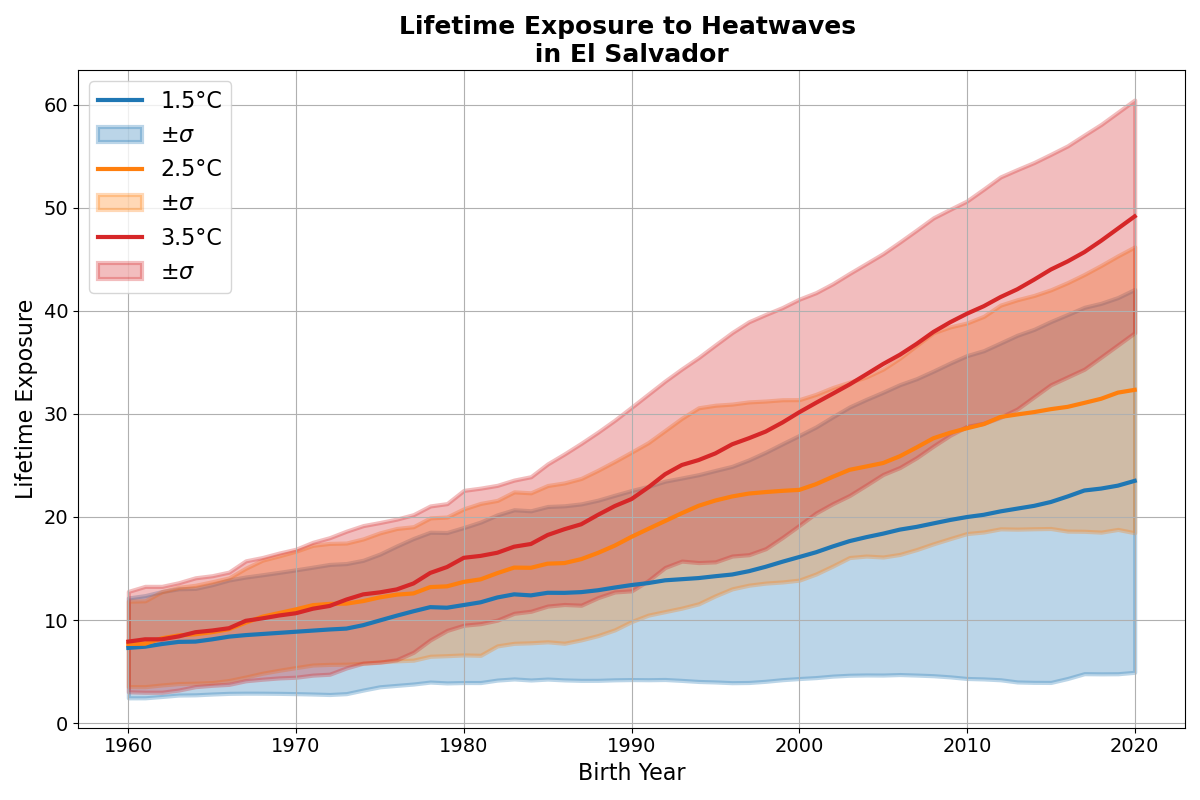 Lifetime Exposure to Heatwaves
in El Salvador
1.5°C
±σ
2.5°C
±σ
3.5°C
±σ
Lifetime Exposure
60
50
40
30
20
10
0
1960 1970 1980 1990 2000 2010 2020
Birth Year